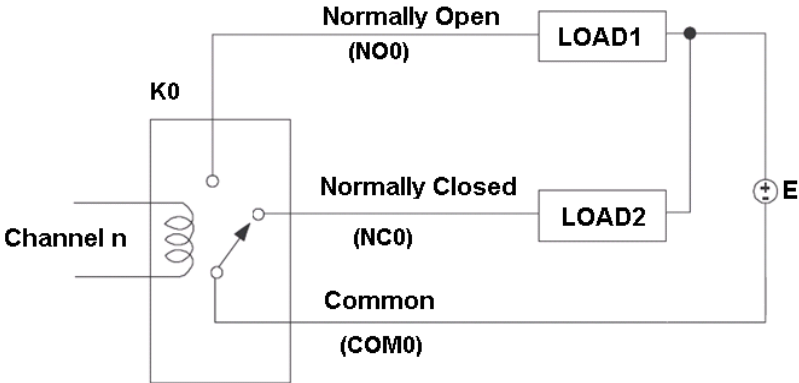 Normally Open
(NO0)
LOAD1
K0
Normally Closed
(NC0)
LOAD2
E
Channel n
Common
(COM0)